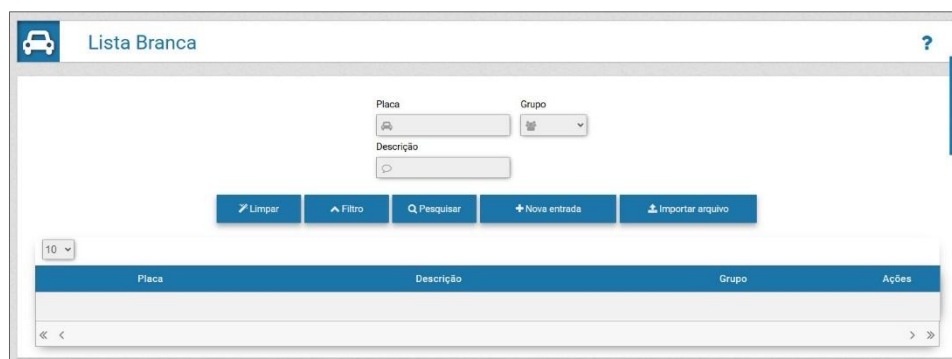 Lista Branca ?
Placa Grupo
Descrição
Limpar Filtro Pesquisar Nova entrada Importar arquivo
10
Placa Descrição Grupo Ações
« < > »